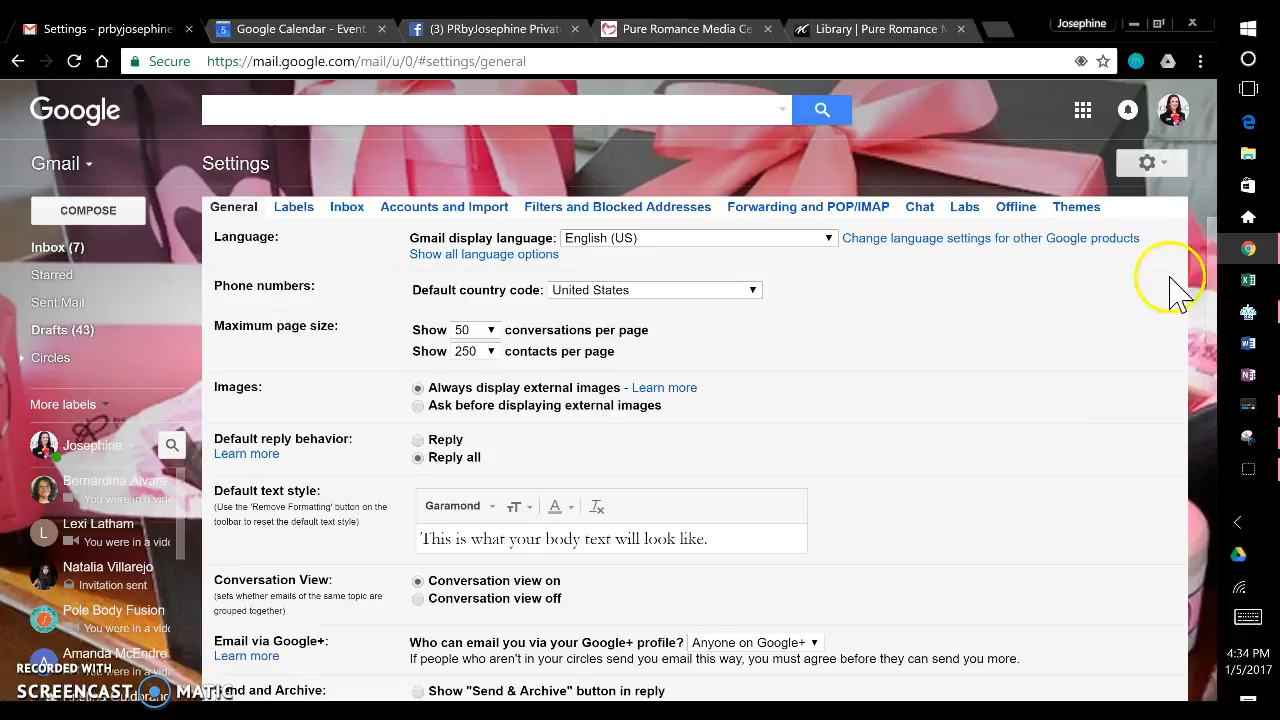 Settings - prbyjosephine
Google Calendar - Event
(3) PRbyJosephine Private
Pure Romance Media Ce
Library | Pure Romance M
Josephine
Secure
https://mail.google.com/mail/u/0/#settings/general
Google
Gmail
Settings
COMPOSE
General Labels Inbox Accounts and Import Filters and Blocked Addresses Forwarding and POP/IMAP Chat Labs Offline Themes
Inbox (7)
Starred
Sent Mail
Drafts (43)
Circles
More labels
Josephine
Bernardina Alvare
You were in a vide
Lexi Latham
You were in a vide
Natalia Villarejo
Invitation sent
Pole Body Fusion
You were in a vide
Amanda McEndre
You were in a vid
Language:
Gmail display language: English (US) Change language settings for other Google products
Show all language options
Phone numbers:
Default country code: United States
Maximum page size:
Show 50 conversations per page
Show 250 contacts per page
Images:
Always display external images - Learn more
Ask before displaying external images
Default reply behavior:
Learn more
Reply
Reply all
Default text style:
(Use the 'Remove Formatting' button on the
toolbar to reset the default text style)
Garamond
This is what your body text will look like.
Conversation View:
(sets whether emails of the same topic are
grouped together)
Conversation view on
Conversation view off
Email via Google+:
Learn more
Who can email you via your Google+ profile? Anyone on Google+
If people who aren't in your circles send you email this way, you must agree before they can send you more.
Send and Archive:
Show "Send & Archive" button in reply
RECORDED WITH
SCREENCAST MATIC
4:34 PM
1/5/2017